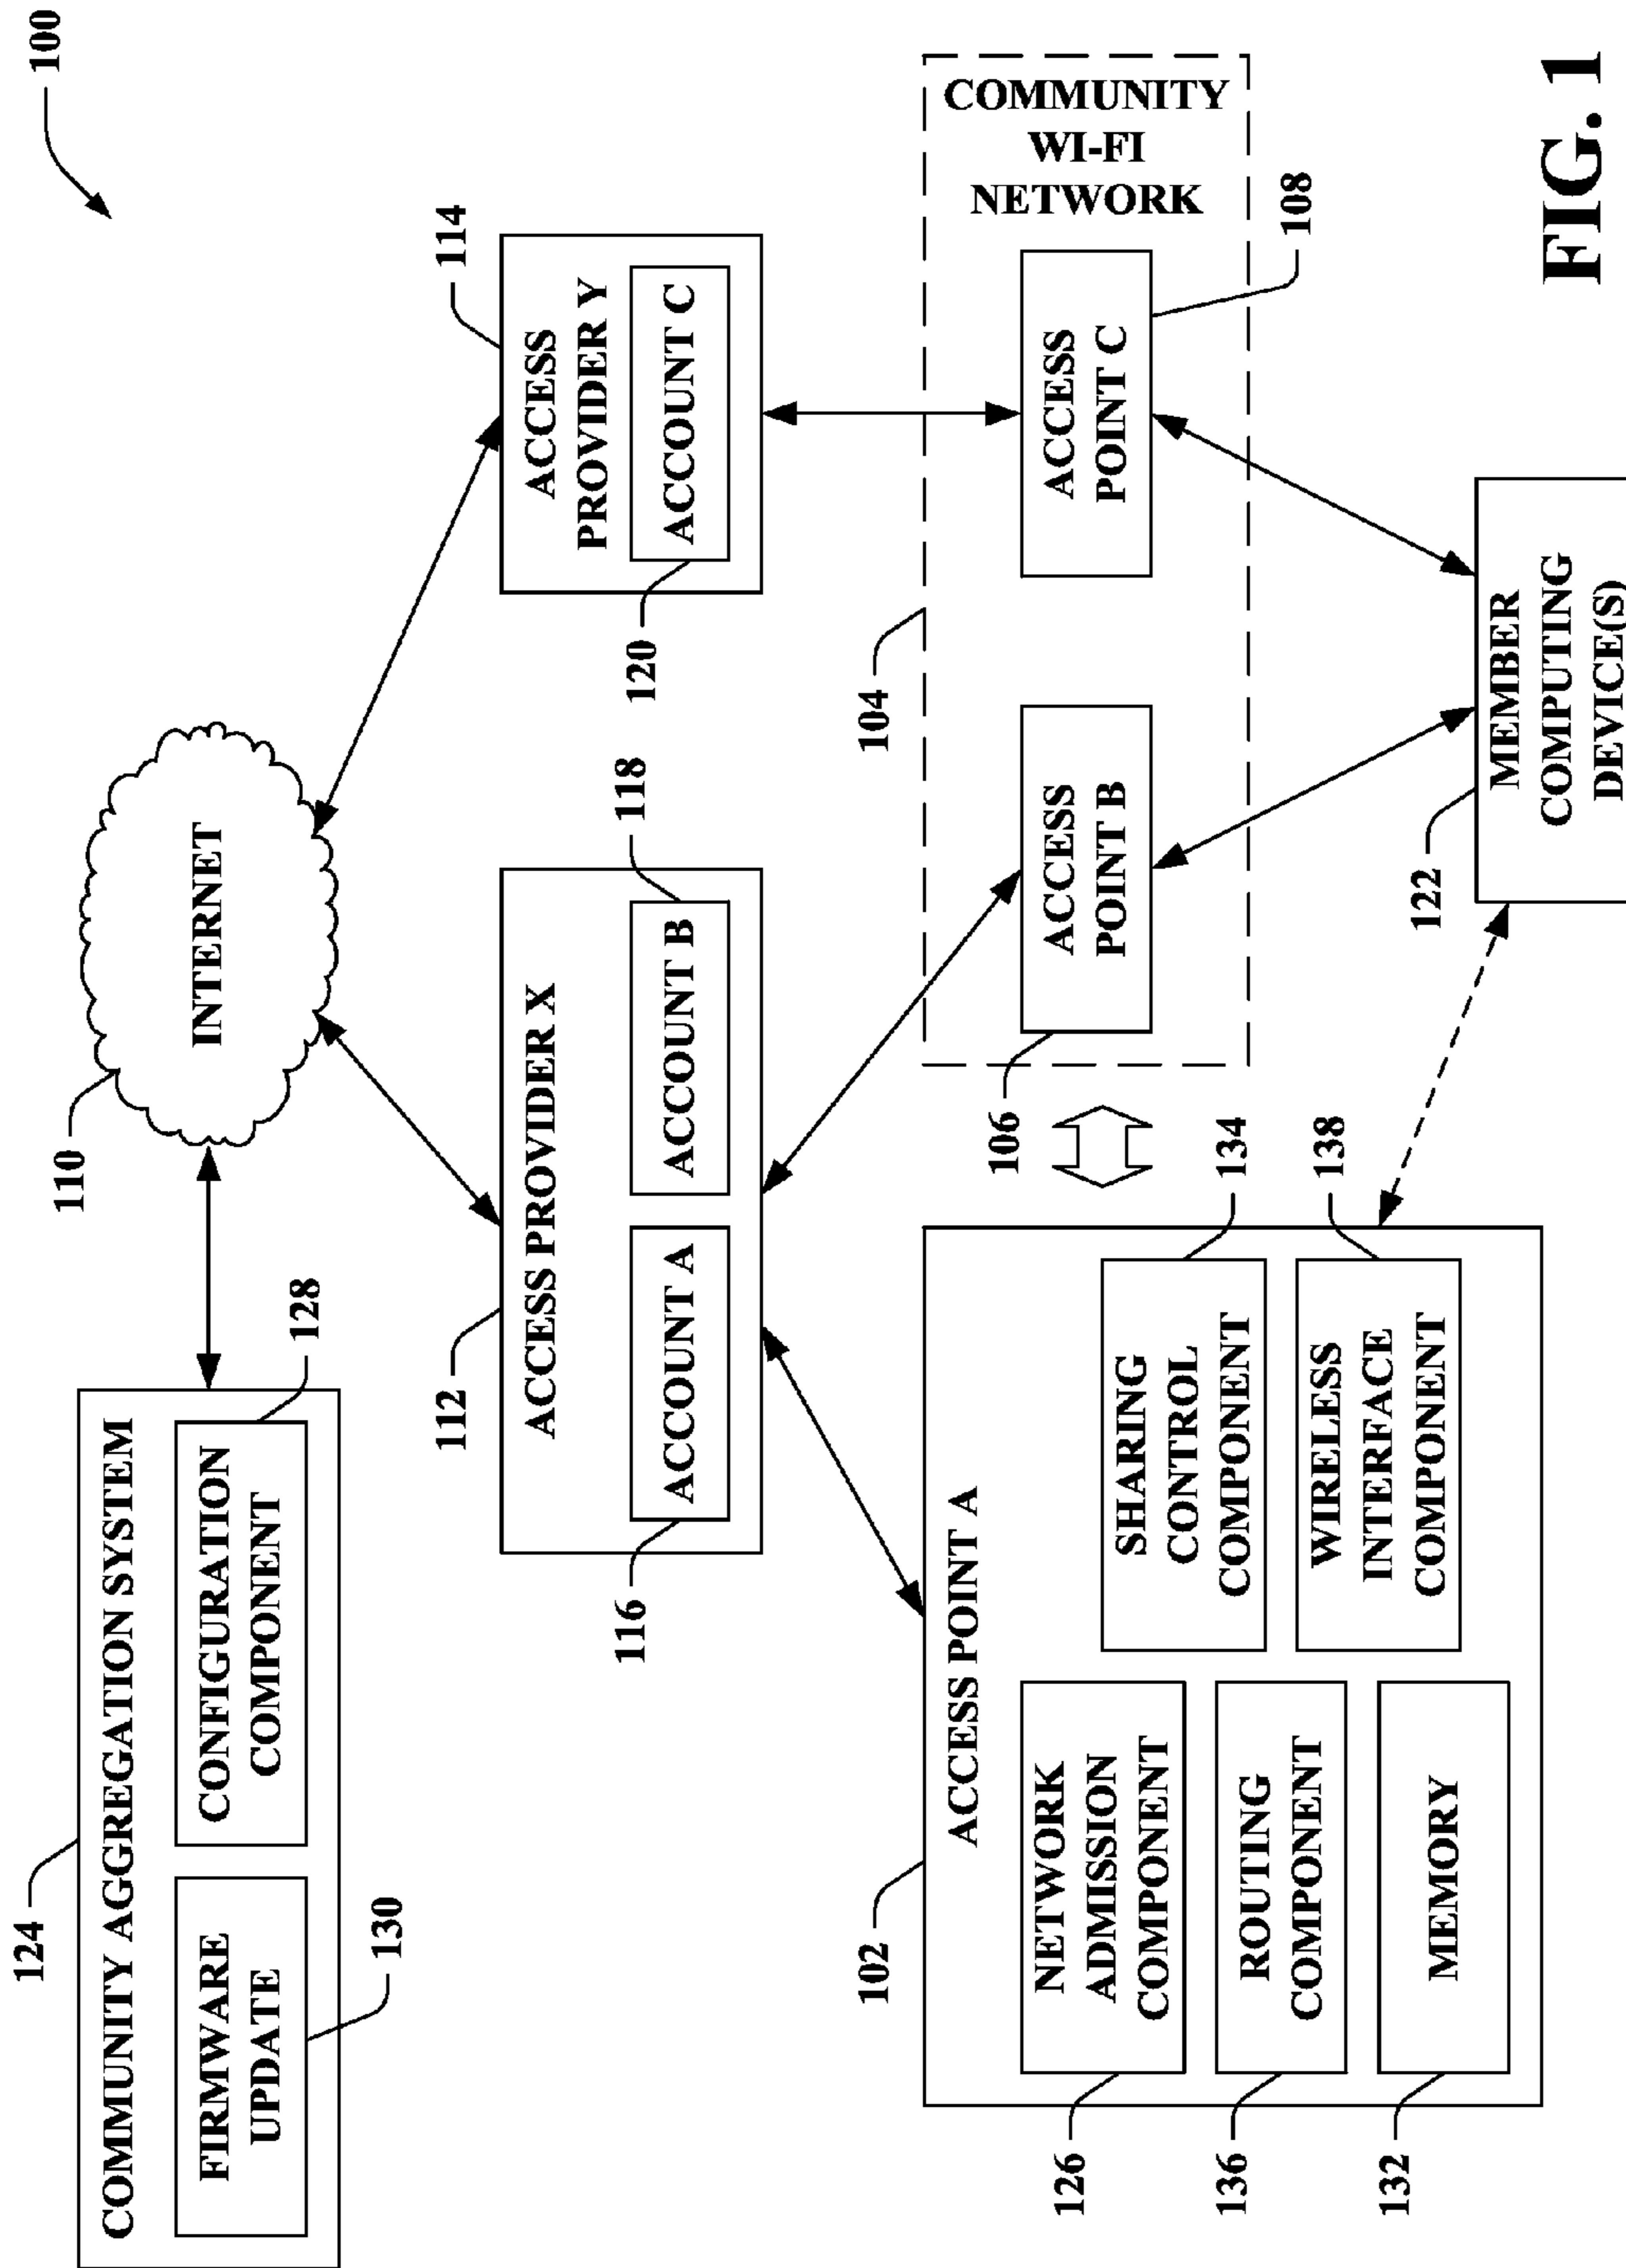 100
124
COMMUNITY AGGREGATION SYSTEM
FIRMWARE
UPDATE
130
CONFIGURATION
COMPONENT
128
110
INTERNET
112
ACCESS PROVIDER X
116
ACCOUNT A
ACCOUNT B
118
114
ACCESS
PROVIDER Y
120
ACCOUNT C
102
ACCESS POINT A
126
NETWORK
ADMISSION
COMPONENT
SHARING
CONTROL
COMPONENT
134
136
ROUTING
COMPONENT
WIRELESS
INTERFACE
COMPONENT
138
132
MEMORY
104
COMMUNITY
WI-FI
NETWORK
106
ACCESS
POINT B
ACCESS
POINT C
108
122
MEMBER
COMPUTING
DEVICE(S)
FIG. 1